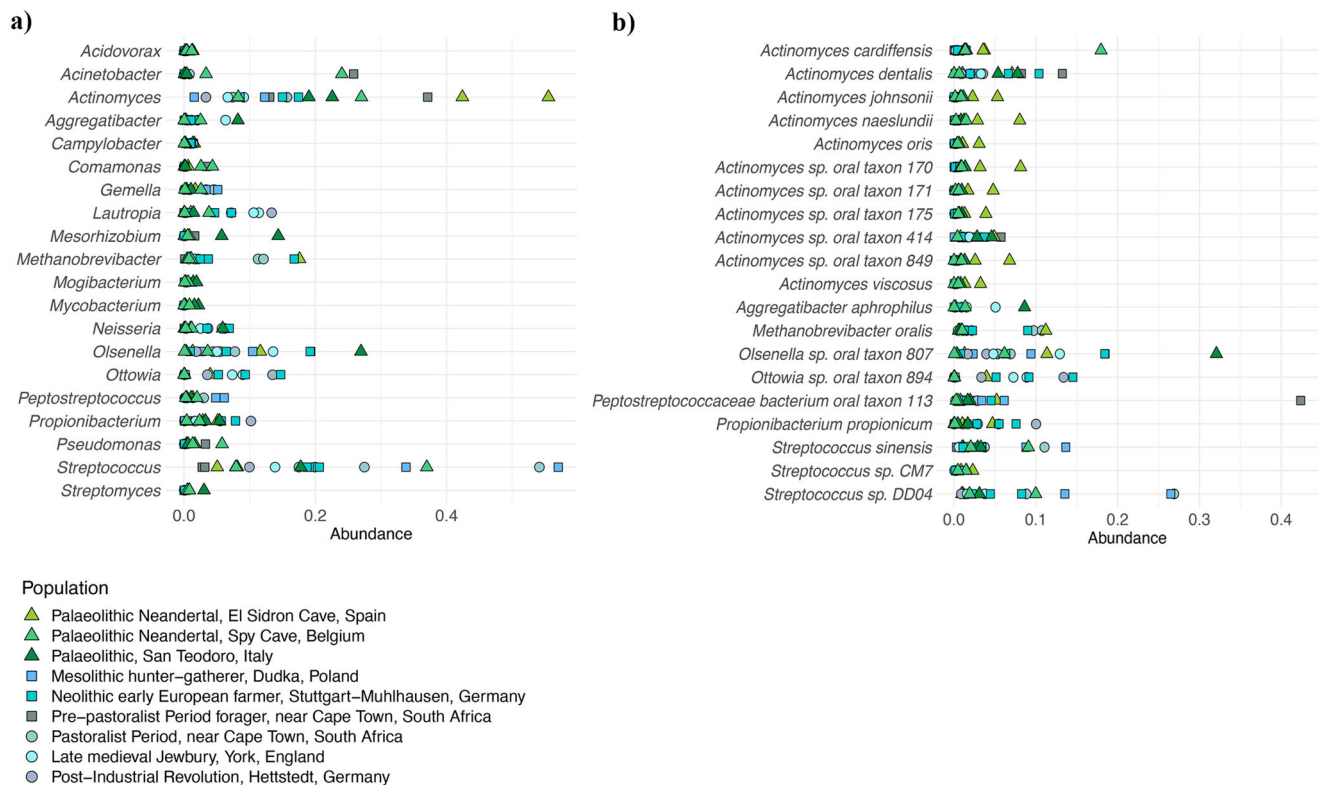 a)
Acidovorax
Acinetobacter
Actinomyces
Aggregatibacter
Campylobacter
Comamonas
Gemella
Lautropia
Mesorhizobium
Methanobrevibacter
Mogibacterium
Mycobacterium
Neisseria
Olsenella
Ottowia
Peptostreptococcus
Propionibacterium
Pseudomonas
Streptococcus
Streptomyces
0.0 0.2 0.4
Abundance
b)
Actinomyces cardiffensis
Actinomyces dentalis
Actinomyces johnsonii
Actinomyces naeslundii
Actinomyces oris
Actinomyces sp. oral taxon 170
Actinomyces sp. oral taxon 171
Actinomyces sp. oral taxon 175
Actinomyces sp. oral taxon 414
Actinomyces sp. oral taxon 849
Actinomyces viscosus
Aggregatibacter aphrophilus
Methanobrevibacter oralis
Olsenella sp. oral taxon 807
Ottowia sp. oral taxon 894
Peptostreptococcaceae bacterium oral taxon 113
Propionibacterium propionicum
Streptococcus sinensis
Streptococcus sp. CM7
Streptococcus sp. DD04
0.0 0.1 0.2 0.3 0.4
Abundance
Population
Palaeolithic Neandertal, El Sidron Cave, Spain
Palaeolithic Neandertal, Spy Cave, Belgium
Palaeolithic, San Teodoro, Italy
Mesolithic hunter−gatherer, Dudka, Poland
Neolithic early European farmer, Stuttgart−Muhlhausen, Germany
Pre−pastoralist Period forager, near Cape Town, South Africa
Pastoralist Period, near Cape Town, South Africa
Late medieval Jewbury, York, England
Post−Industrial Revolution, Hettstedt, Germany